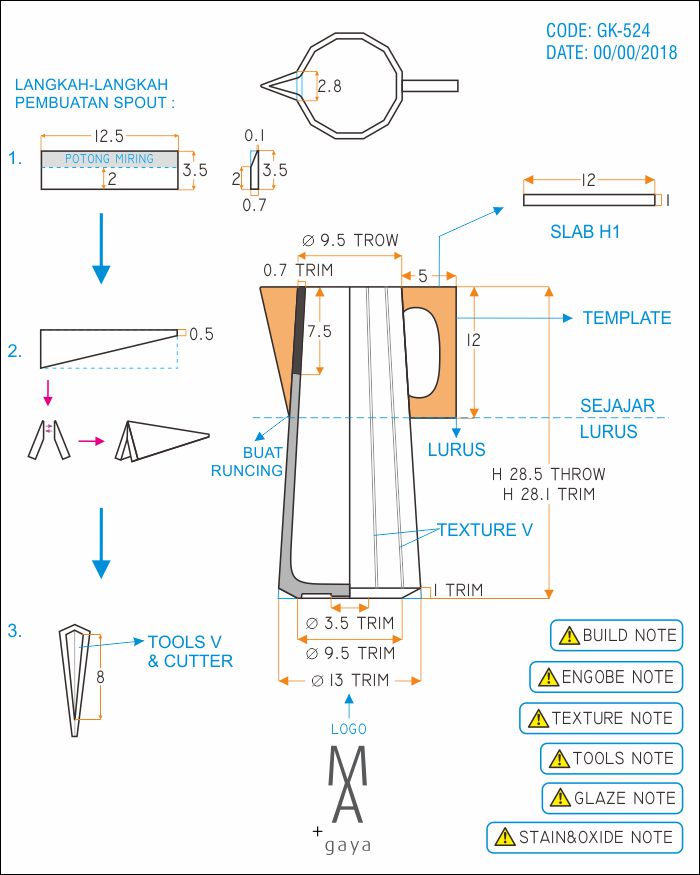 CODE: GK-524
DATE: 00/00/2018
LANGKAH-LANGKAH
PEMBUATAN SPOUT :
2.8
1.
12.5
POTONG MIRING
2
3.5
0.1
2
3.5
0.7
12
1
SLAB H1
Ø 9.5 TROW
0.7 TRIM
5
7.5
12
TEMPLATE
2.
0.5
SEJAJAR
LURUS
BUAT
RUNCING
LURUS
H 28.5 THROW
H 28.1 TRIM
TEXTURE V
1 TRIM
3.
TOOLS V
& CUTTER
8
Ø 3.5 TRIM
Ø 9.5 TRIM
Ø 13 TRIM
LOGO
MA
+
gaya
BUILD NOTE
ENGOBE NOTE
TEXTURE NOTE
TOOLS NOTE
GLAZE NOTE
STAIN&OXIDE NOTE